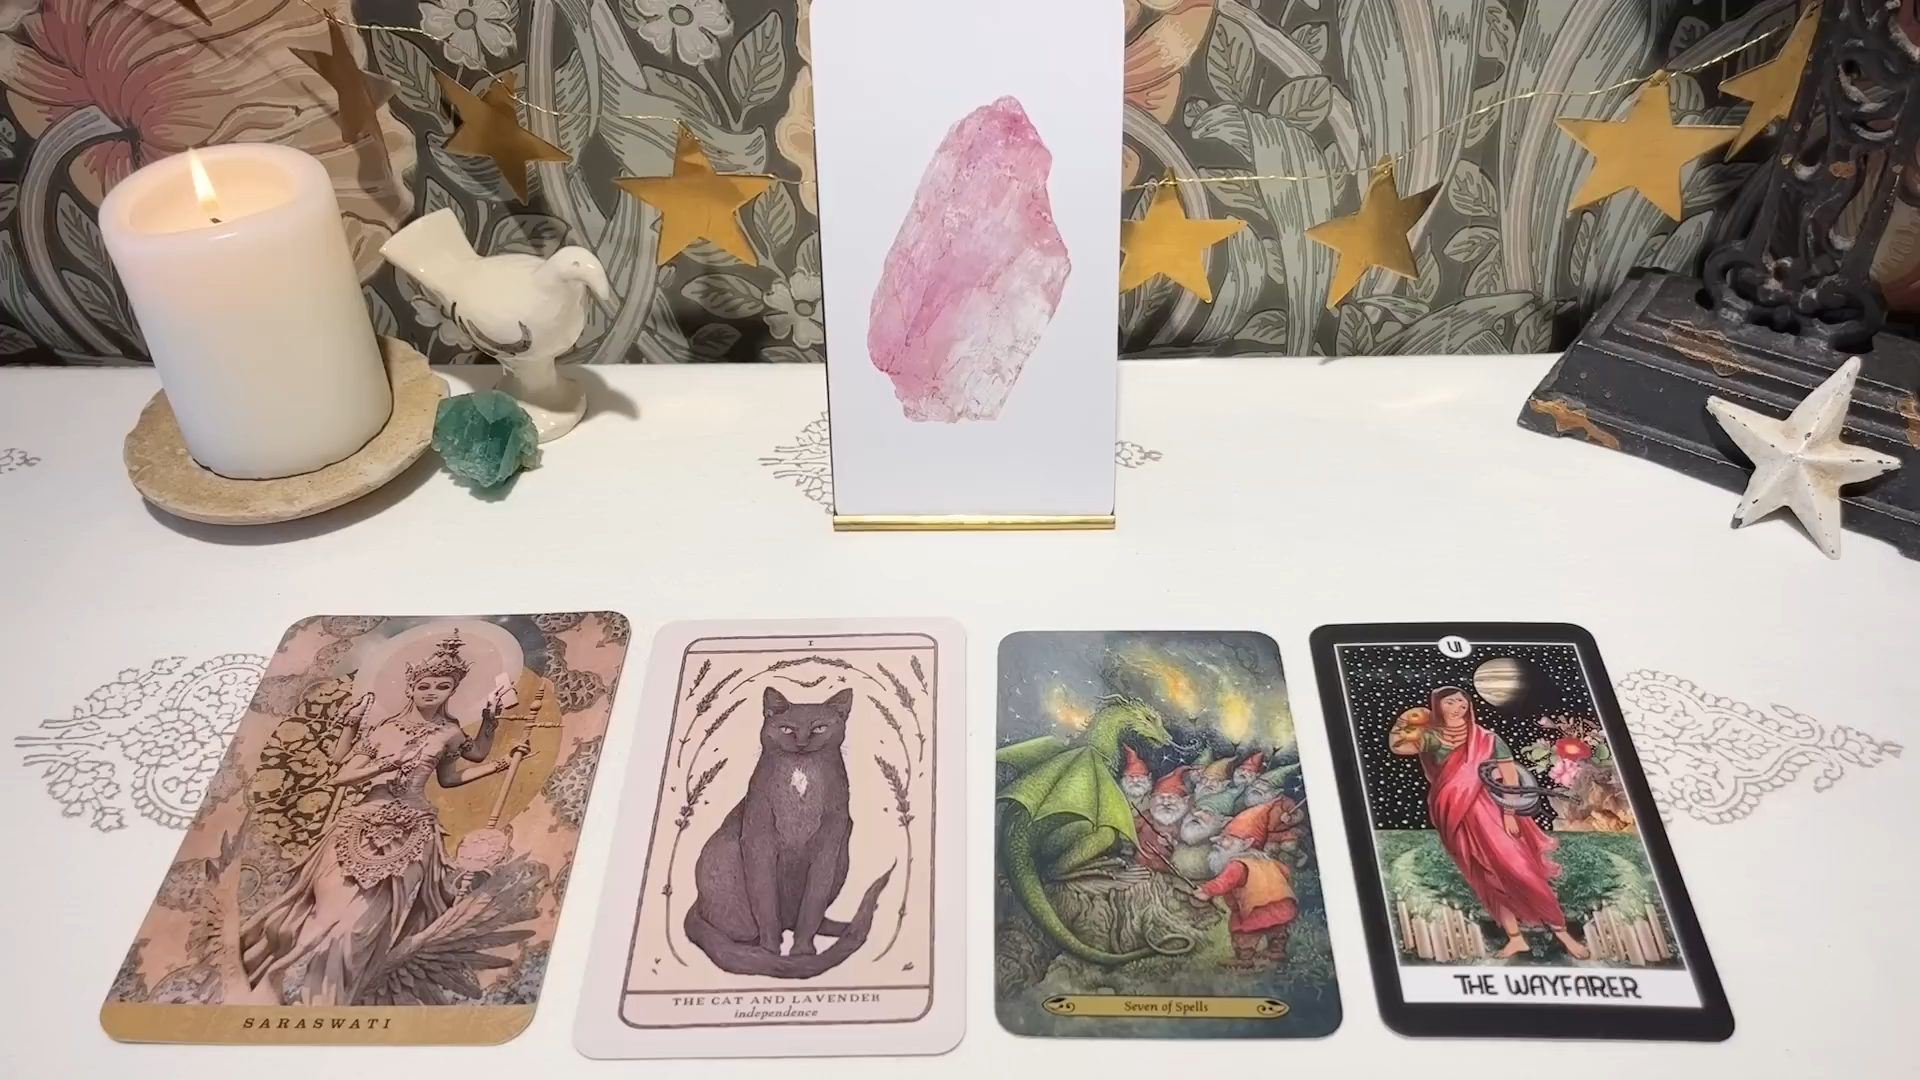 SARASWATI
I
THE CAT AND LAVENDER
independence
Seven of Spells
VI
THE WAYFARER